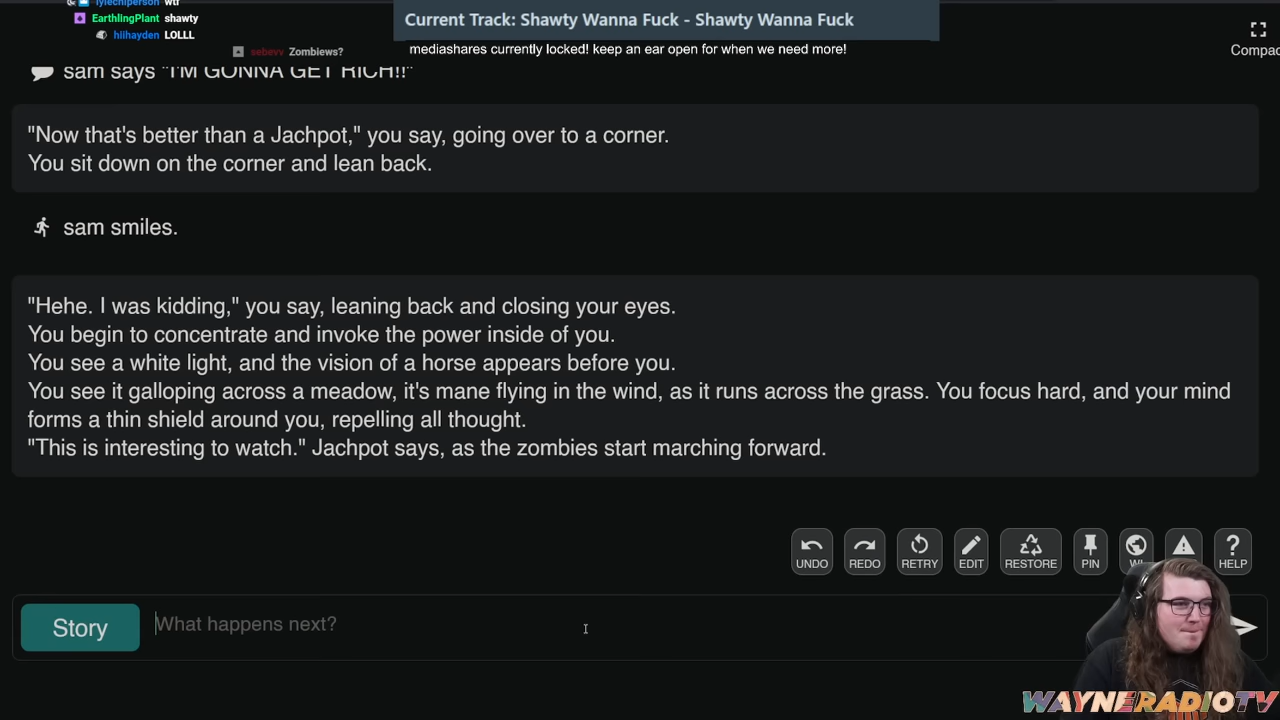 tylechiperson wtf
EarthlingPlant shawty
hiihayden LOLLL
sebevv Zombiews?
Current Track: Shawty Wanna Fuck - Shawty Wanna Fuck
mediashares currently locked! keep an ear open for when we need more!
Compac
sam says "I'M GONNA GET RICH!!"
"Now that's better than a Jachpot," you say, going over to a corner.
You sit down on the corner and lean back.
sam smiles.
"Hehe. I was kidding," you say, leaning back and closing your eyes.
You begin to concentrate and invoke the power inside of you.
You see a white light, and the vision of a horse appears before you.
You see it galloping across a meadow, it's mane flying in the wind, as it runs across the grass. You focus hard, and your mind
forms a thin shield around you, repelling all thought.
"This is interesting to watch." Jachpot says, as the zombies start marching forward.
UNDO REDO RETRY EDIT RESTORE PIN HELP
Story What happens next?
WAYNERADIOTV